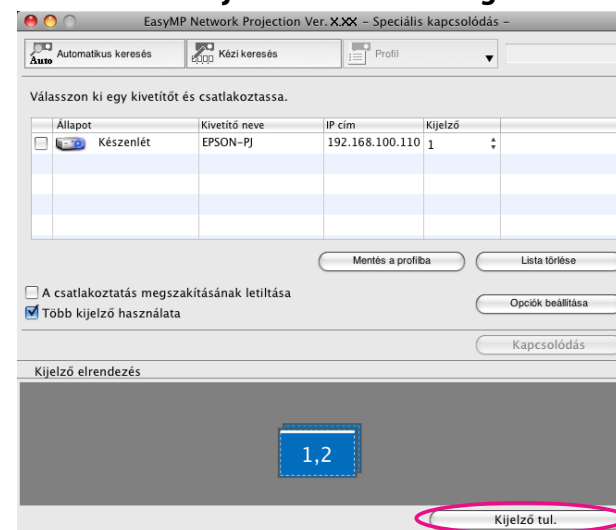 EasyMP Network Projection Ver. X.XX – Speciális kapcsolódás –
Auto Automatikus keresés Kézi keresés Profil
Válasszon ki egy kivetítőt és csatlakoztassa.
Állapot Kivetítő neve IP cím Kijelző
Készenlét EPSON-PJ 192.168.100.110 1
Mentés a profilba Lista törlése
A csatlakoztatás megszakításának letiltása
Opciók beállítása
Több kijelző használata
Kapcsolódás
Kijelző elrendezés
1,2
Kijelző tul.